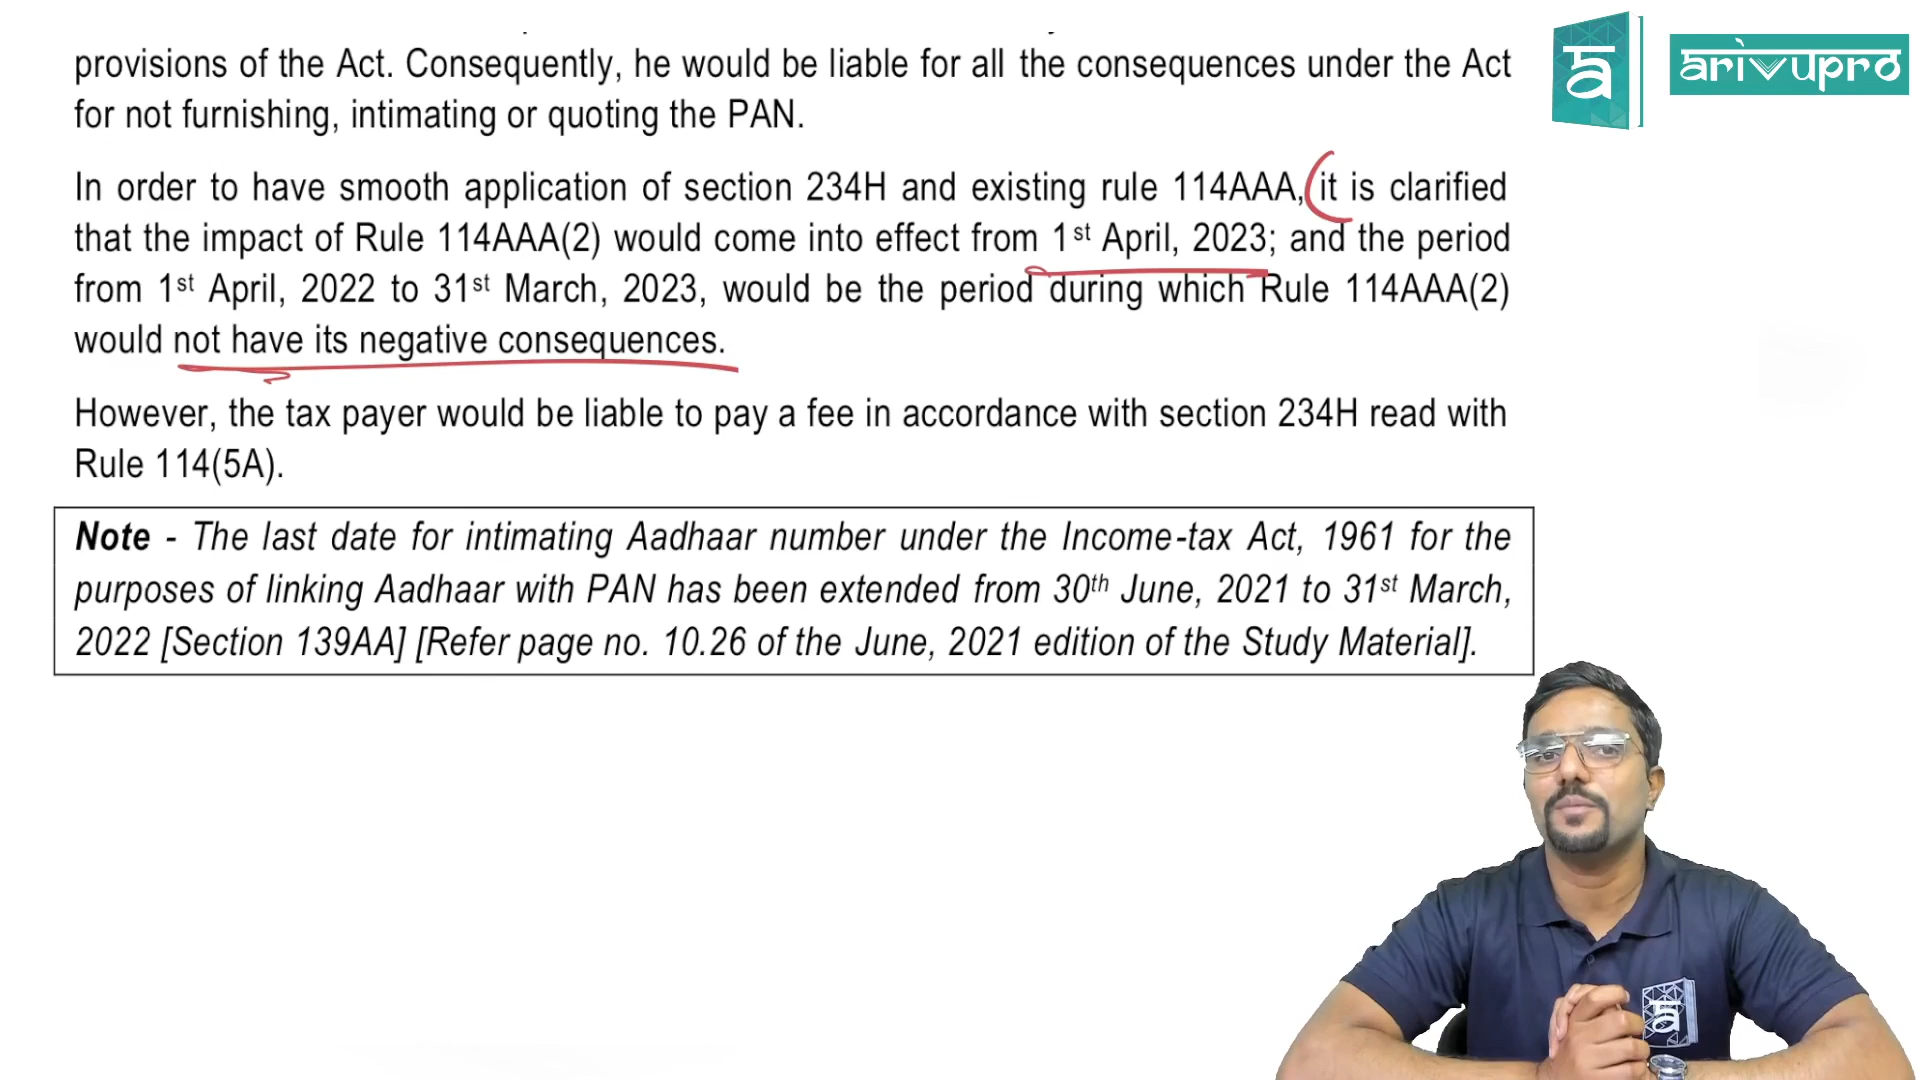 provisions of the Act. Consequently, he would be liable for all the consequences under the Act
for not furnishing, intimating or quoting the PAN.
In order to have smooth application of section 234H and existing rule 114AAA, it is clarified
that the impact of Rule 114AAA(2) would come into effect from 1st April, 2023; and the period
from 1st April, 2022 to 31st March, 2023, would be the period during which Rule 114AAA(2)
would not have its negative consequences.
However, the tax payer would be liable to pay a fee in accordance with section 234H read with
Rule 114(5A).
Note - The last date for intimating Aadhaar number under the Income-tax Act, 1961 for the
purposes of linking Aadhaar with PAN has been extended from 30th June, 2021 to 31st March,
2022 [Section 139AA] [Refer page no. 10.26 of the June, 2021 edition of the Study Material].
ā
arivupro
ā